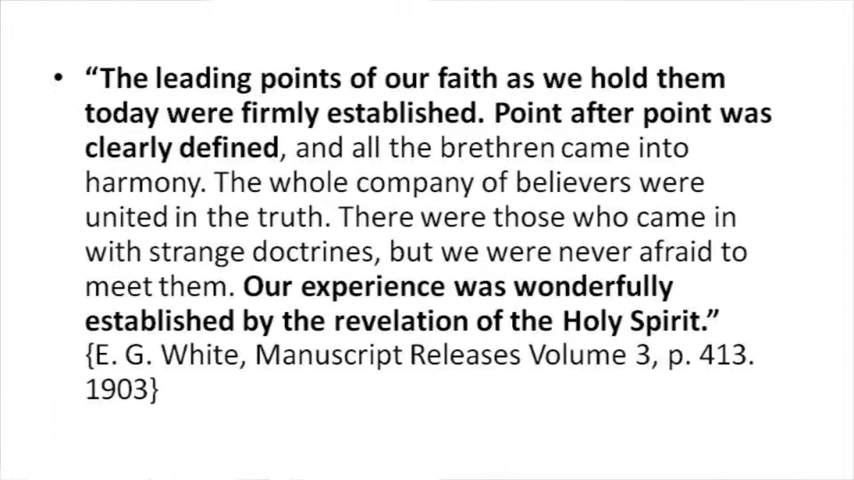 • “The leading points of our faith as we hold them
today were firmly established. Point after point was
clearly defined, and all the brethren came into
harmony. The whole company of believers were
united in the truth. There were those who came in
with strange doctrines, but we were never afraid to
meet them. Our experience was wonderfully
established by the revelation of the Holy Spirit.”
{E. G. White, Manuscript Releases Volume 3, p. 413.
1903}